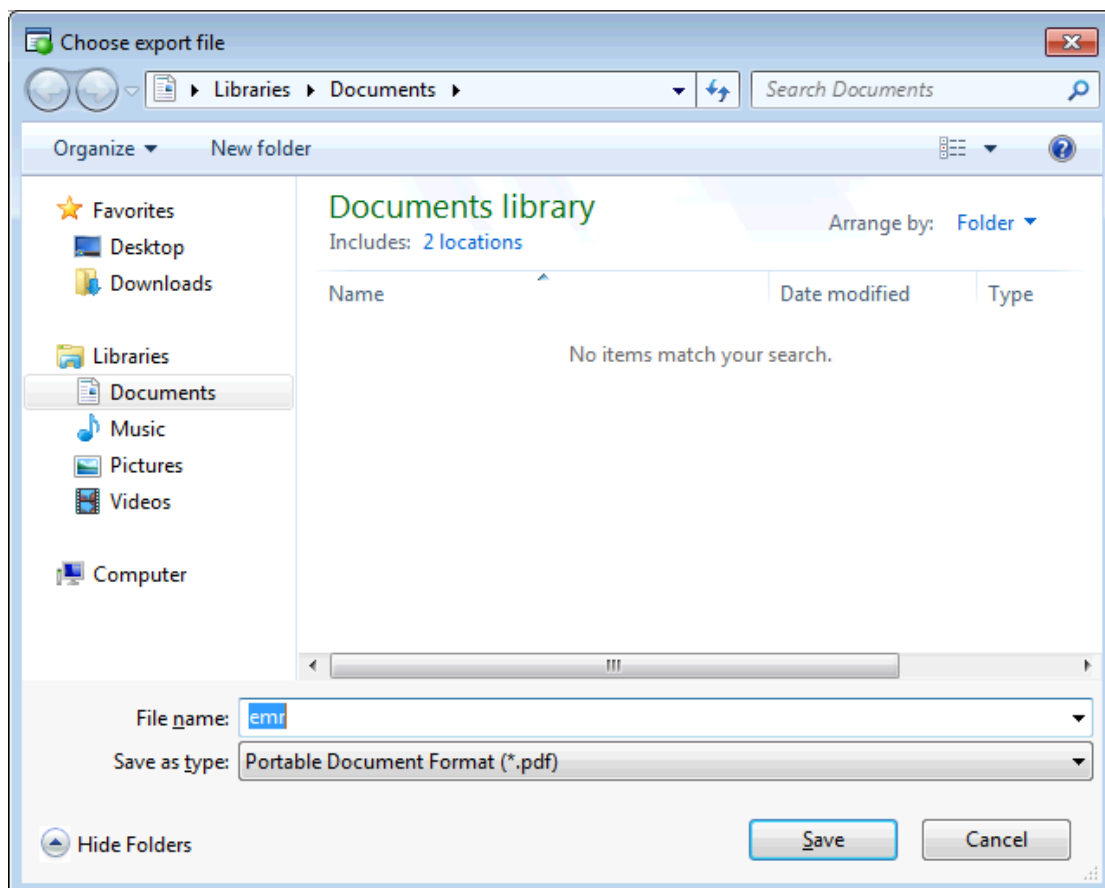 Choose export file
Libraries Documents Search Documents
Organize New folder
Favorites
Desktop
Downloads
Libraries
Documents
Music
Pictures
Videos
Computer
Documents library
Includes: 2 locations
Arrange by: Folder
Name Date modified Type
No items match your search.
File name: emr
Save as type: Portable Document Format (*.pdf)
Hide Folders Save Cancel